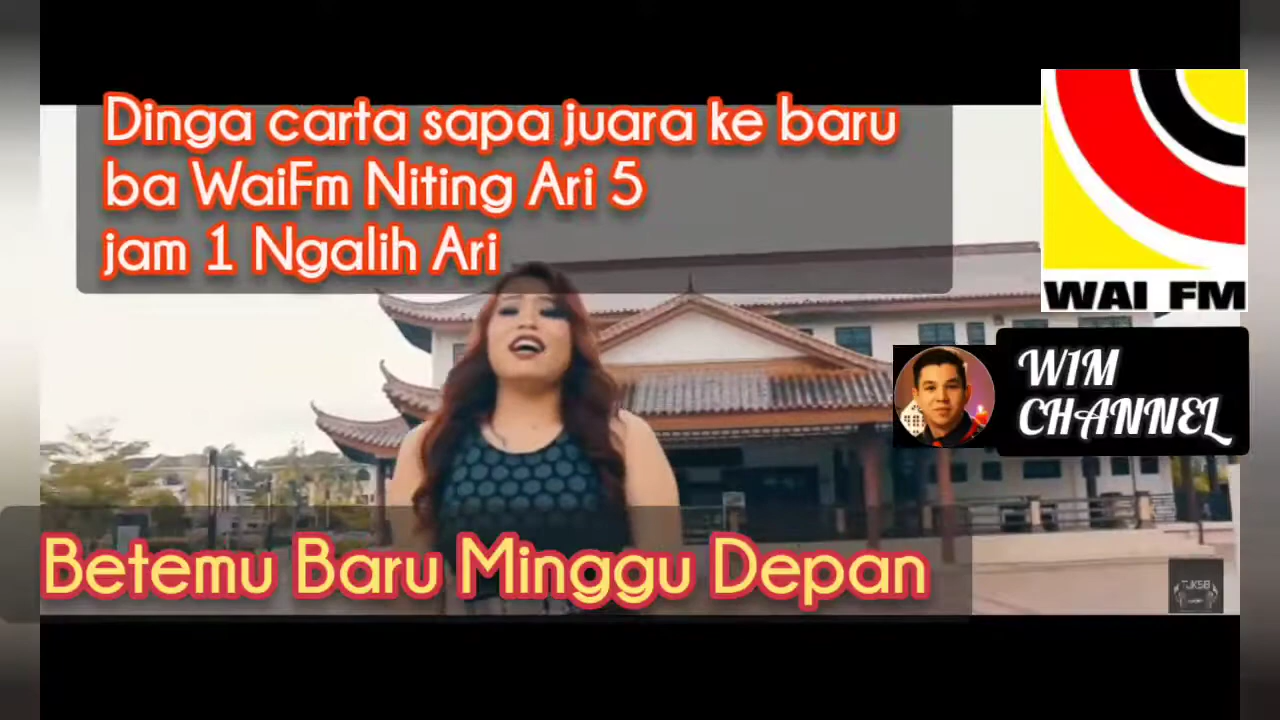 Dinga carta sapa juara ke baru
ba WaiFm Niting Ari 5
jam 1 Ngalih Ari
WAI FM
W1M
CHANNEL
Betemu Baru Minggu Depan